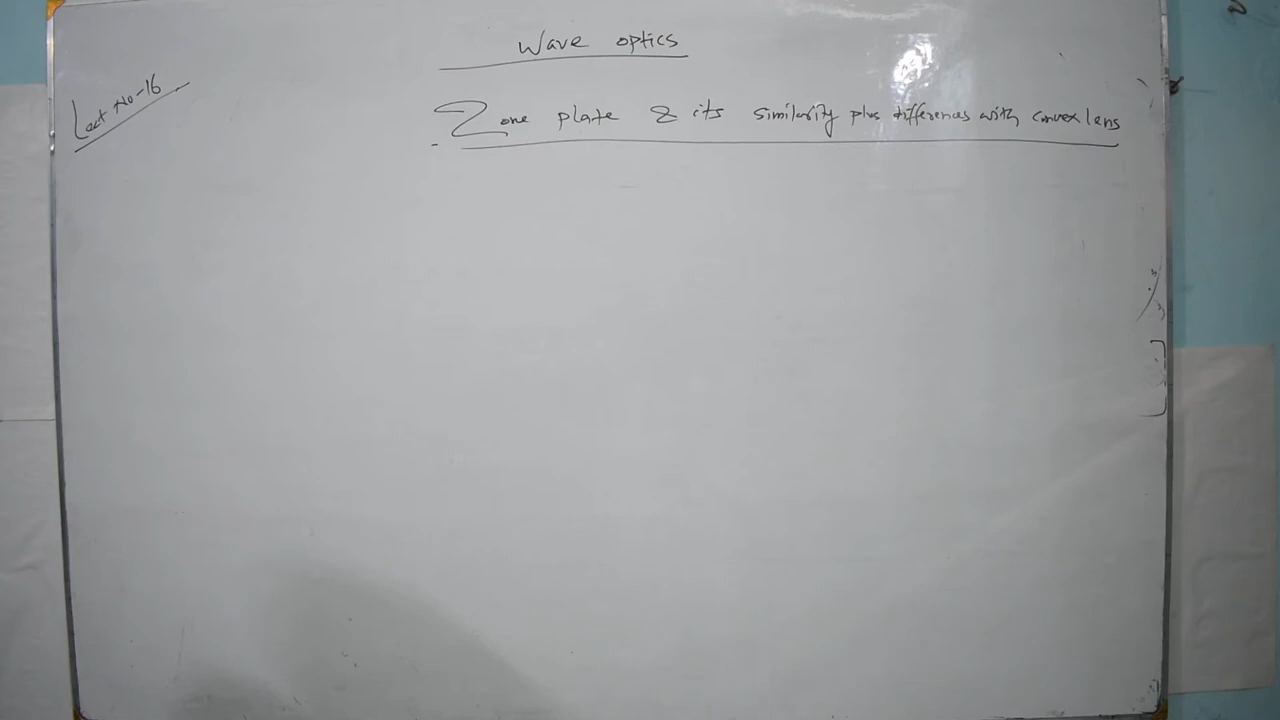 Wave optics
Lect No-16
Zone plate & its similarity plus differences with convex lens